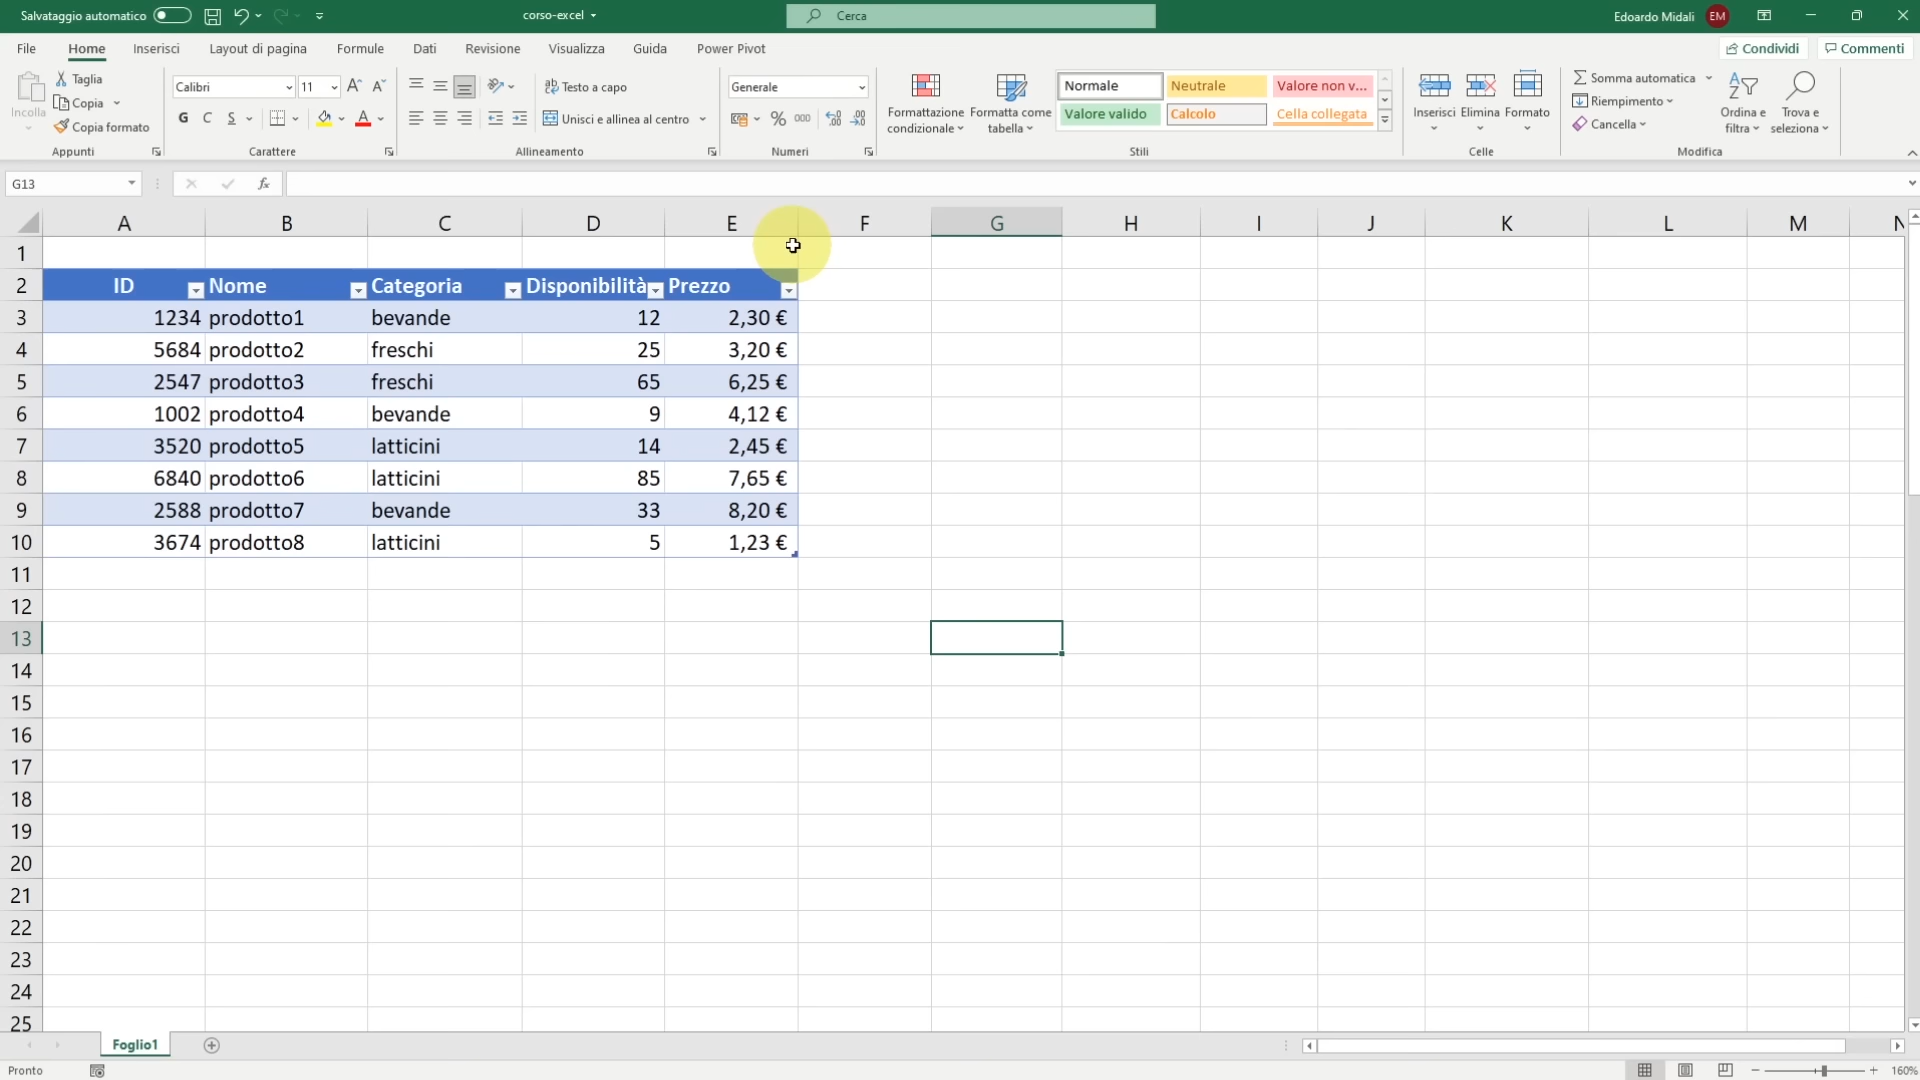 Salvataggio automatico
corso-excel
Cerca
Edoardo Midali EM
File Home Inserisci Layout di pagina Formule Dati Revisione Visualizza Guida Power Pivot
Condividi Commenti
Incolla
Taglia
Copia
Copia formato
Appunti
Calibri 11
G C S
Carattere
Testo a capo
Unisci e allinea al centro
Allineamento
Generale
% 000
Numeri
Formattazione condizionale
Formatta come tabella
Normale Neutrale Valore non v...
Valore valido Calcolo Cella collegata
Stili
Inserisci Elimina Formato
Celle
Somma automatica
Riempimento
Cancella
Ordina e filtra
Trova e seleziona
Modifica
G13
fx
A B C D E F G H I J K L M N
1
2 ID Nome Categoria Disponibilità Prezzo
3 1234 prodotto1 bevande 12 2,30 €
4 5684 prodotto2 freschi 25 3,20 €
5 2547 prodotto3 freschi 65 6,25 €
6 1002 prodotto4 bevande 9 4,12 €
7 3520 prodotto5 latticini 14 2,45 €
8 6840 prodotto6 latticini 85 7,65 €
9 2588 prodotto7 bevande 33 8,20 €
10 3674 prodotto8 latticini 5 1,23 €
11
12
13
14
15
16
17
18
19
20
21
22
23
24
25
Foglio1
Pronto
160%